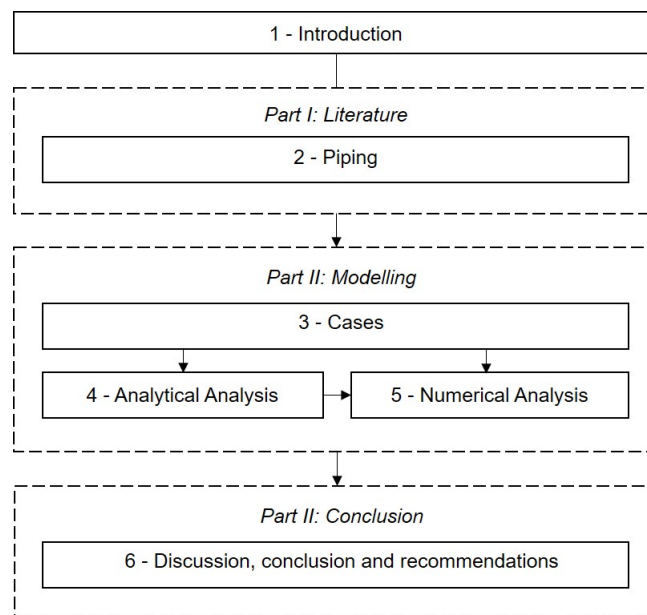 1 - Introduction
Part I: Literature
2 - Piping
Part II: Modelling
3 - Cases
4 - Analytical Analysis
5 - Numerical Analysis
Part II: Conclusion
6 - Discussion, conclusion and recommendations